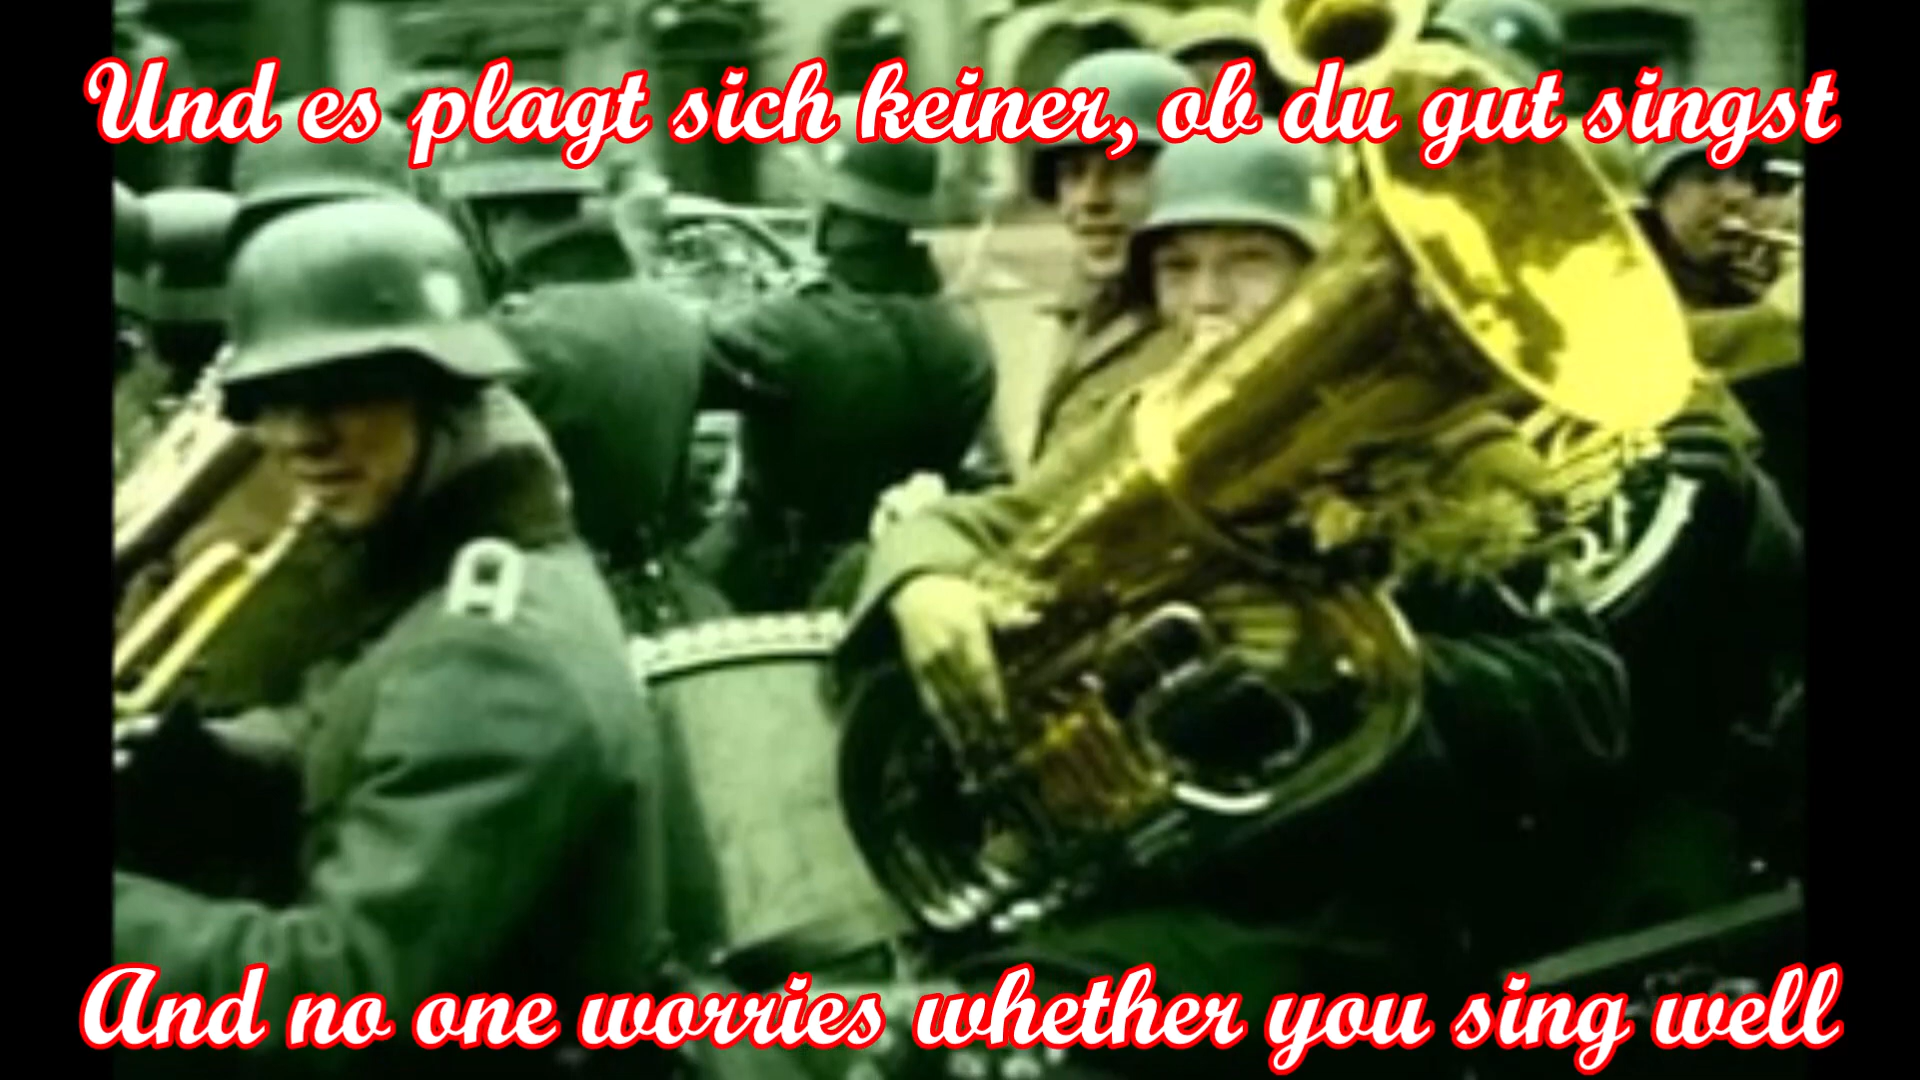 Und es plagt sich keiner, ob du gut singst
And no one worries whether you sing well